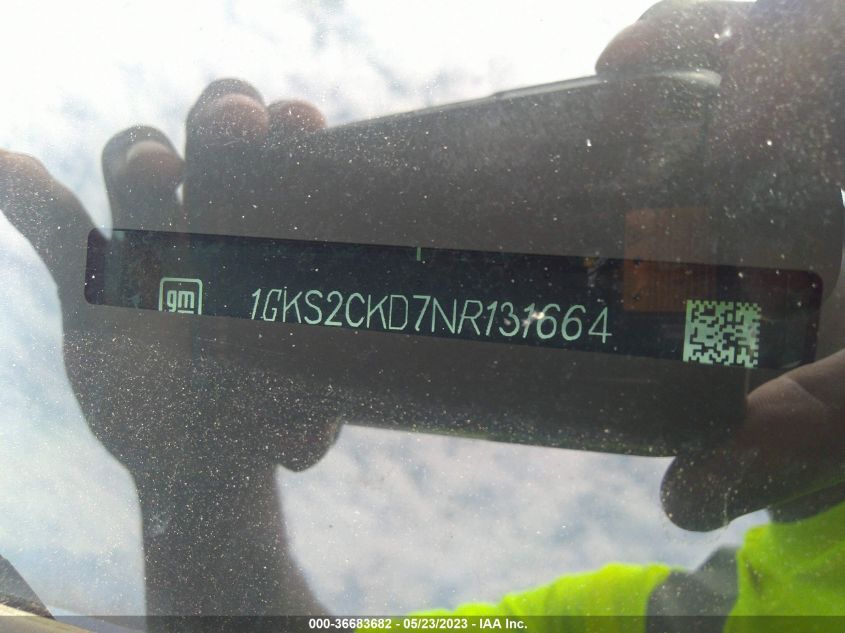 gm 1GKS2CKD7NR131664
000-36683682 - 05/23/2023 - IAA Inc.